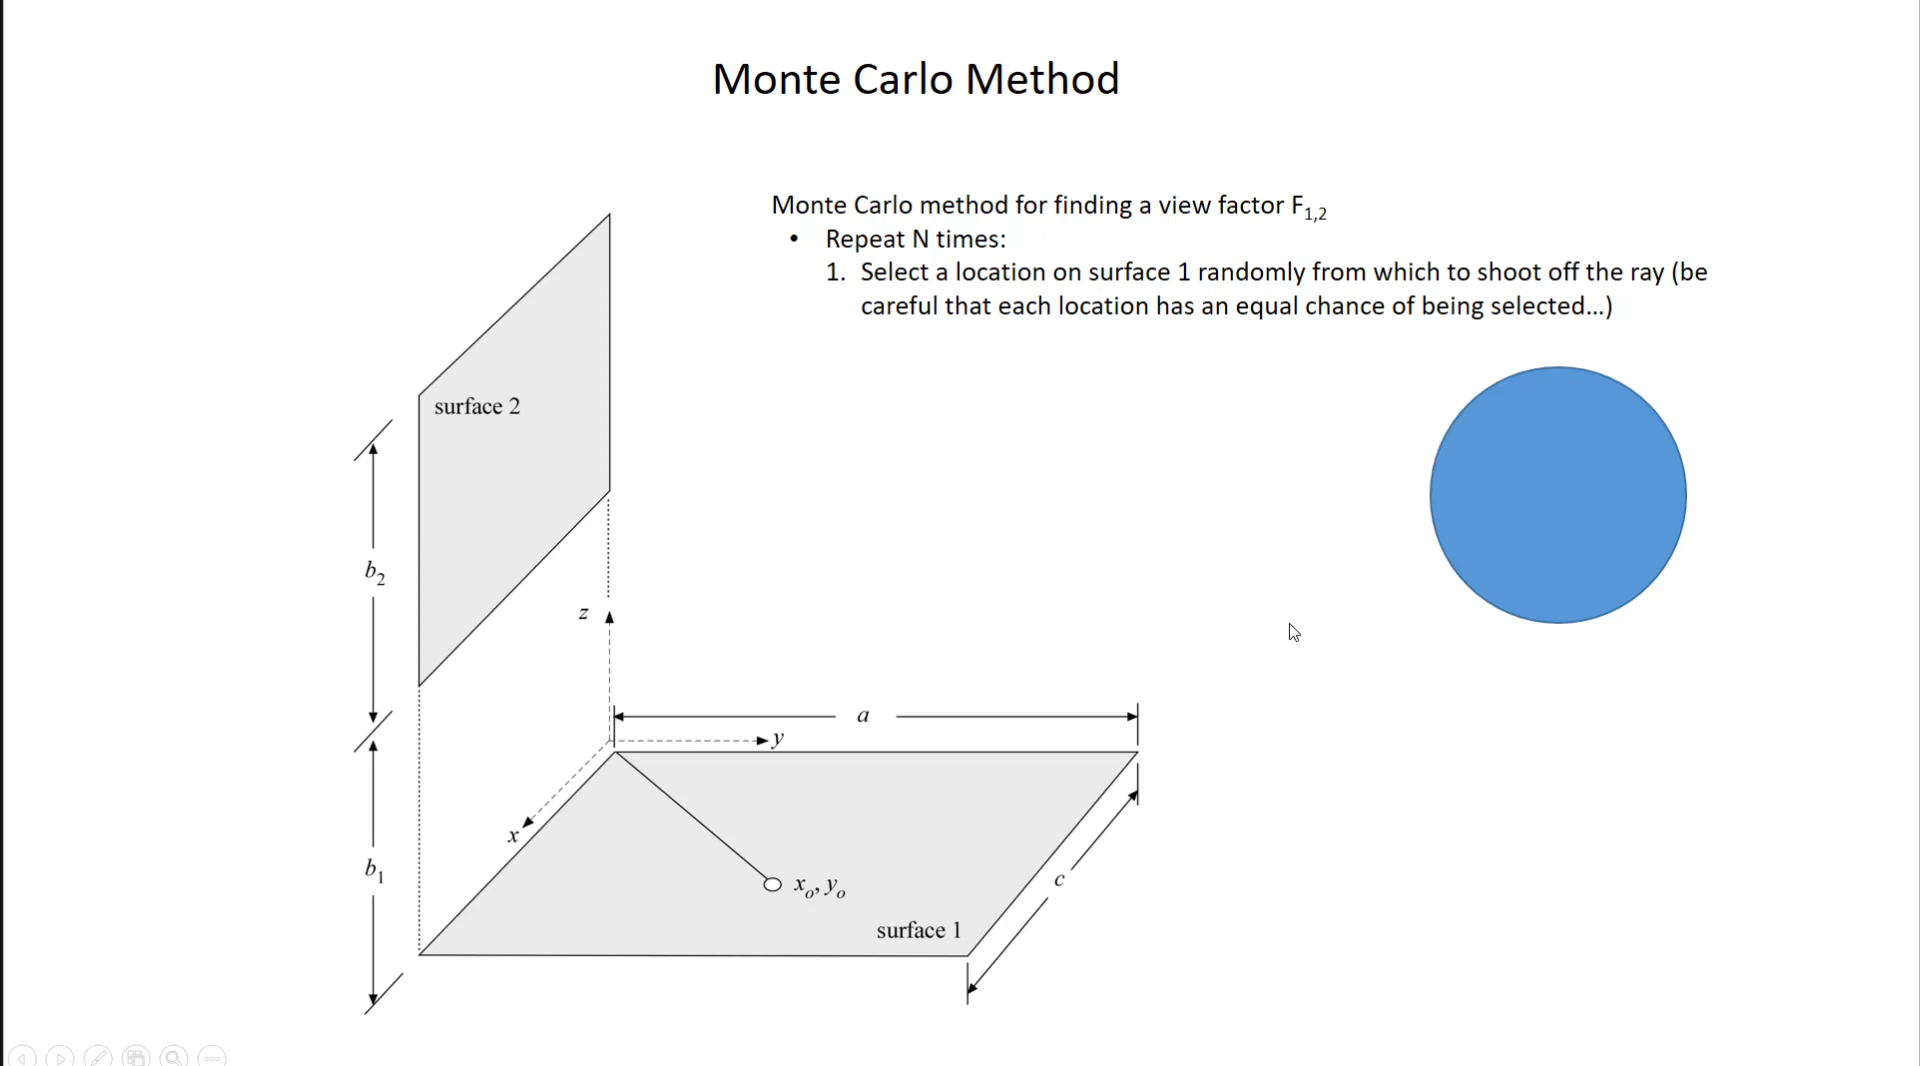 Monte Carlo Method
Monte Carlo method for finding a view factor F1,2
• Repeat N times:
1. Select a location on surface 1 randomly from which to shoot off the ray (be
careful that each location has an equal chance of being selected...)
surface 2
b2
z
a
y
x
b1
c
xo, yo
surface 1